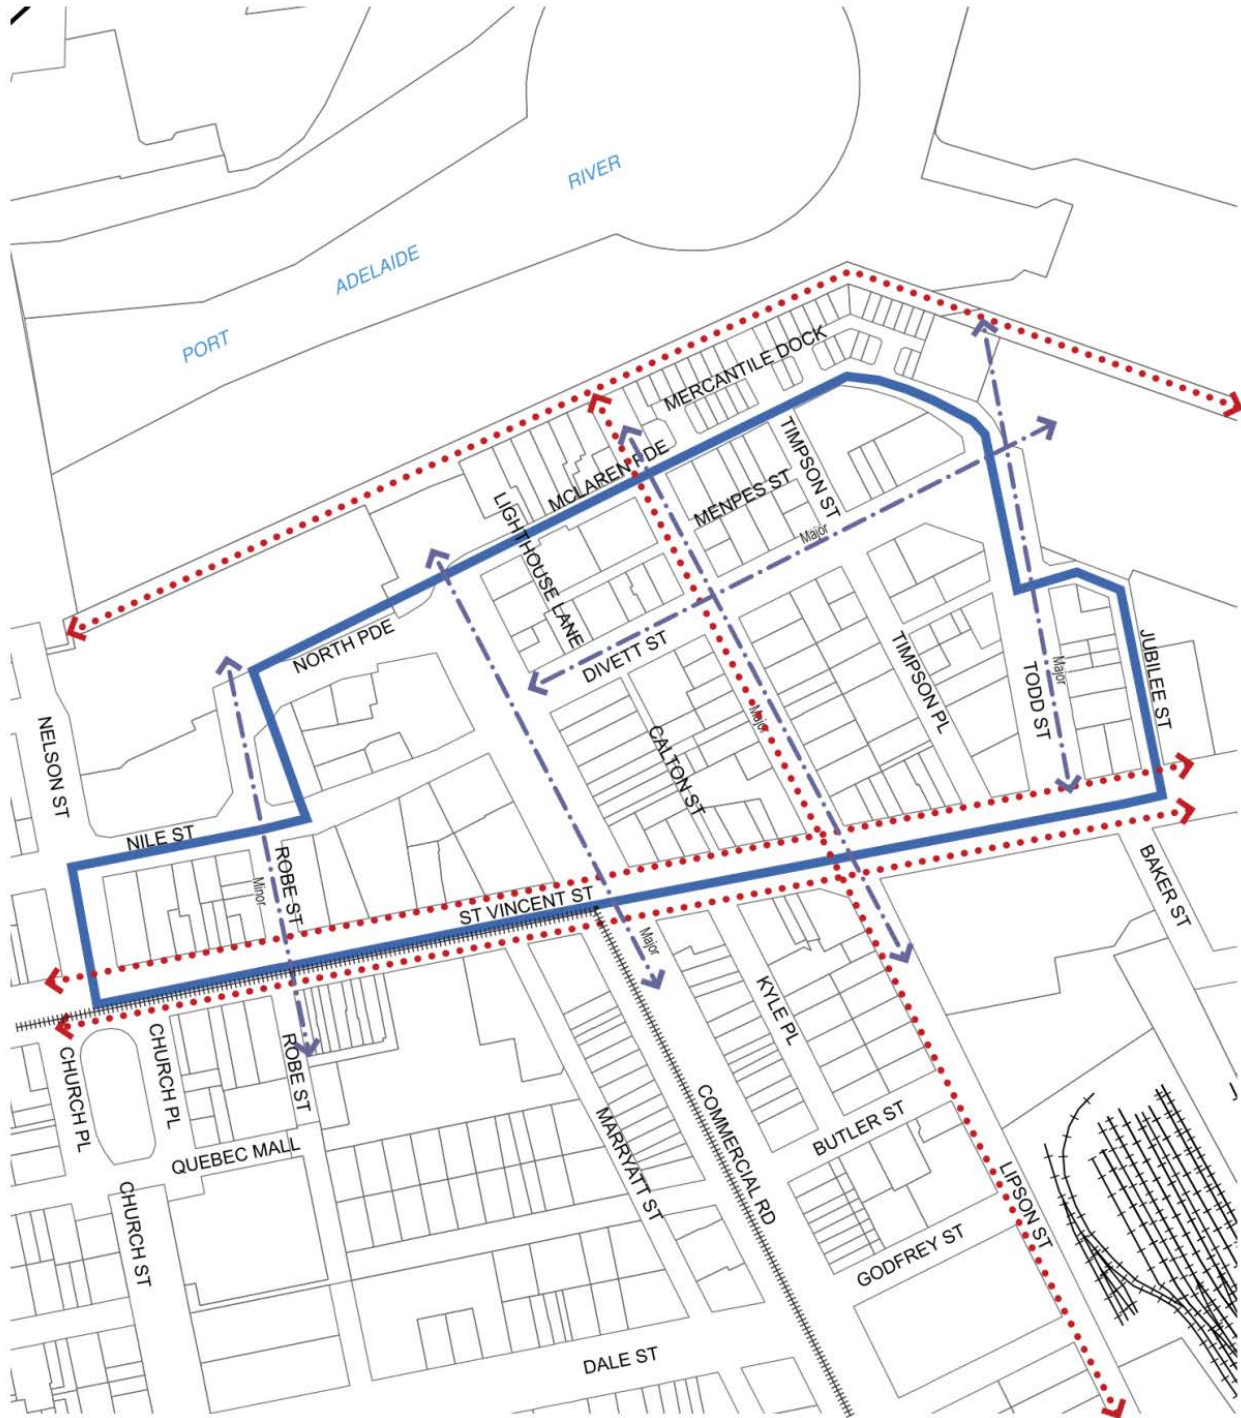 RIVER
ADELAIDE
PORT
MERCANTILE DOCK
MCLAREN PDE
TIMPSON ST
MENPES ST
LIGHTHOUSE LANE
Major
NORTH PDE
DIVETT ST
TIMPSON PL
JUBILEE ST
TODD ST
Major
NELSON ST
CALTON ST
Major
NILE ST
ROBE ST
Minor
ST VINCENT ST
BAKER ST
Major
KYLE PL
CHURCH PL
CHURCH PL
ROBE ST
COMMERCIAL RD
MARRYATT ST
BUTLER ST
QUEBEC MALL
LIPSON ST
CHURCH ST
GODFREY ST
DALE ST